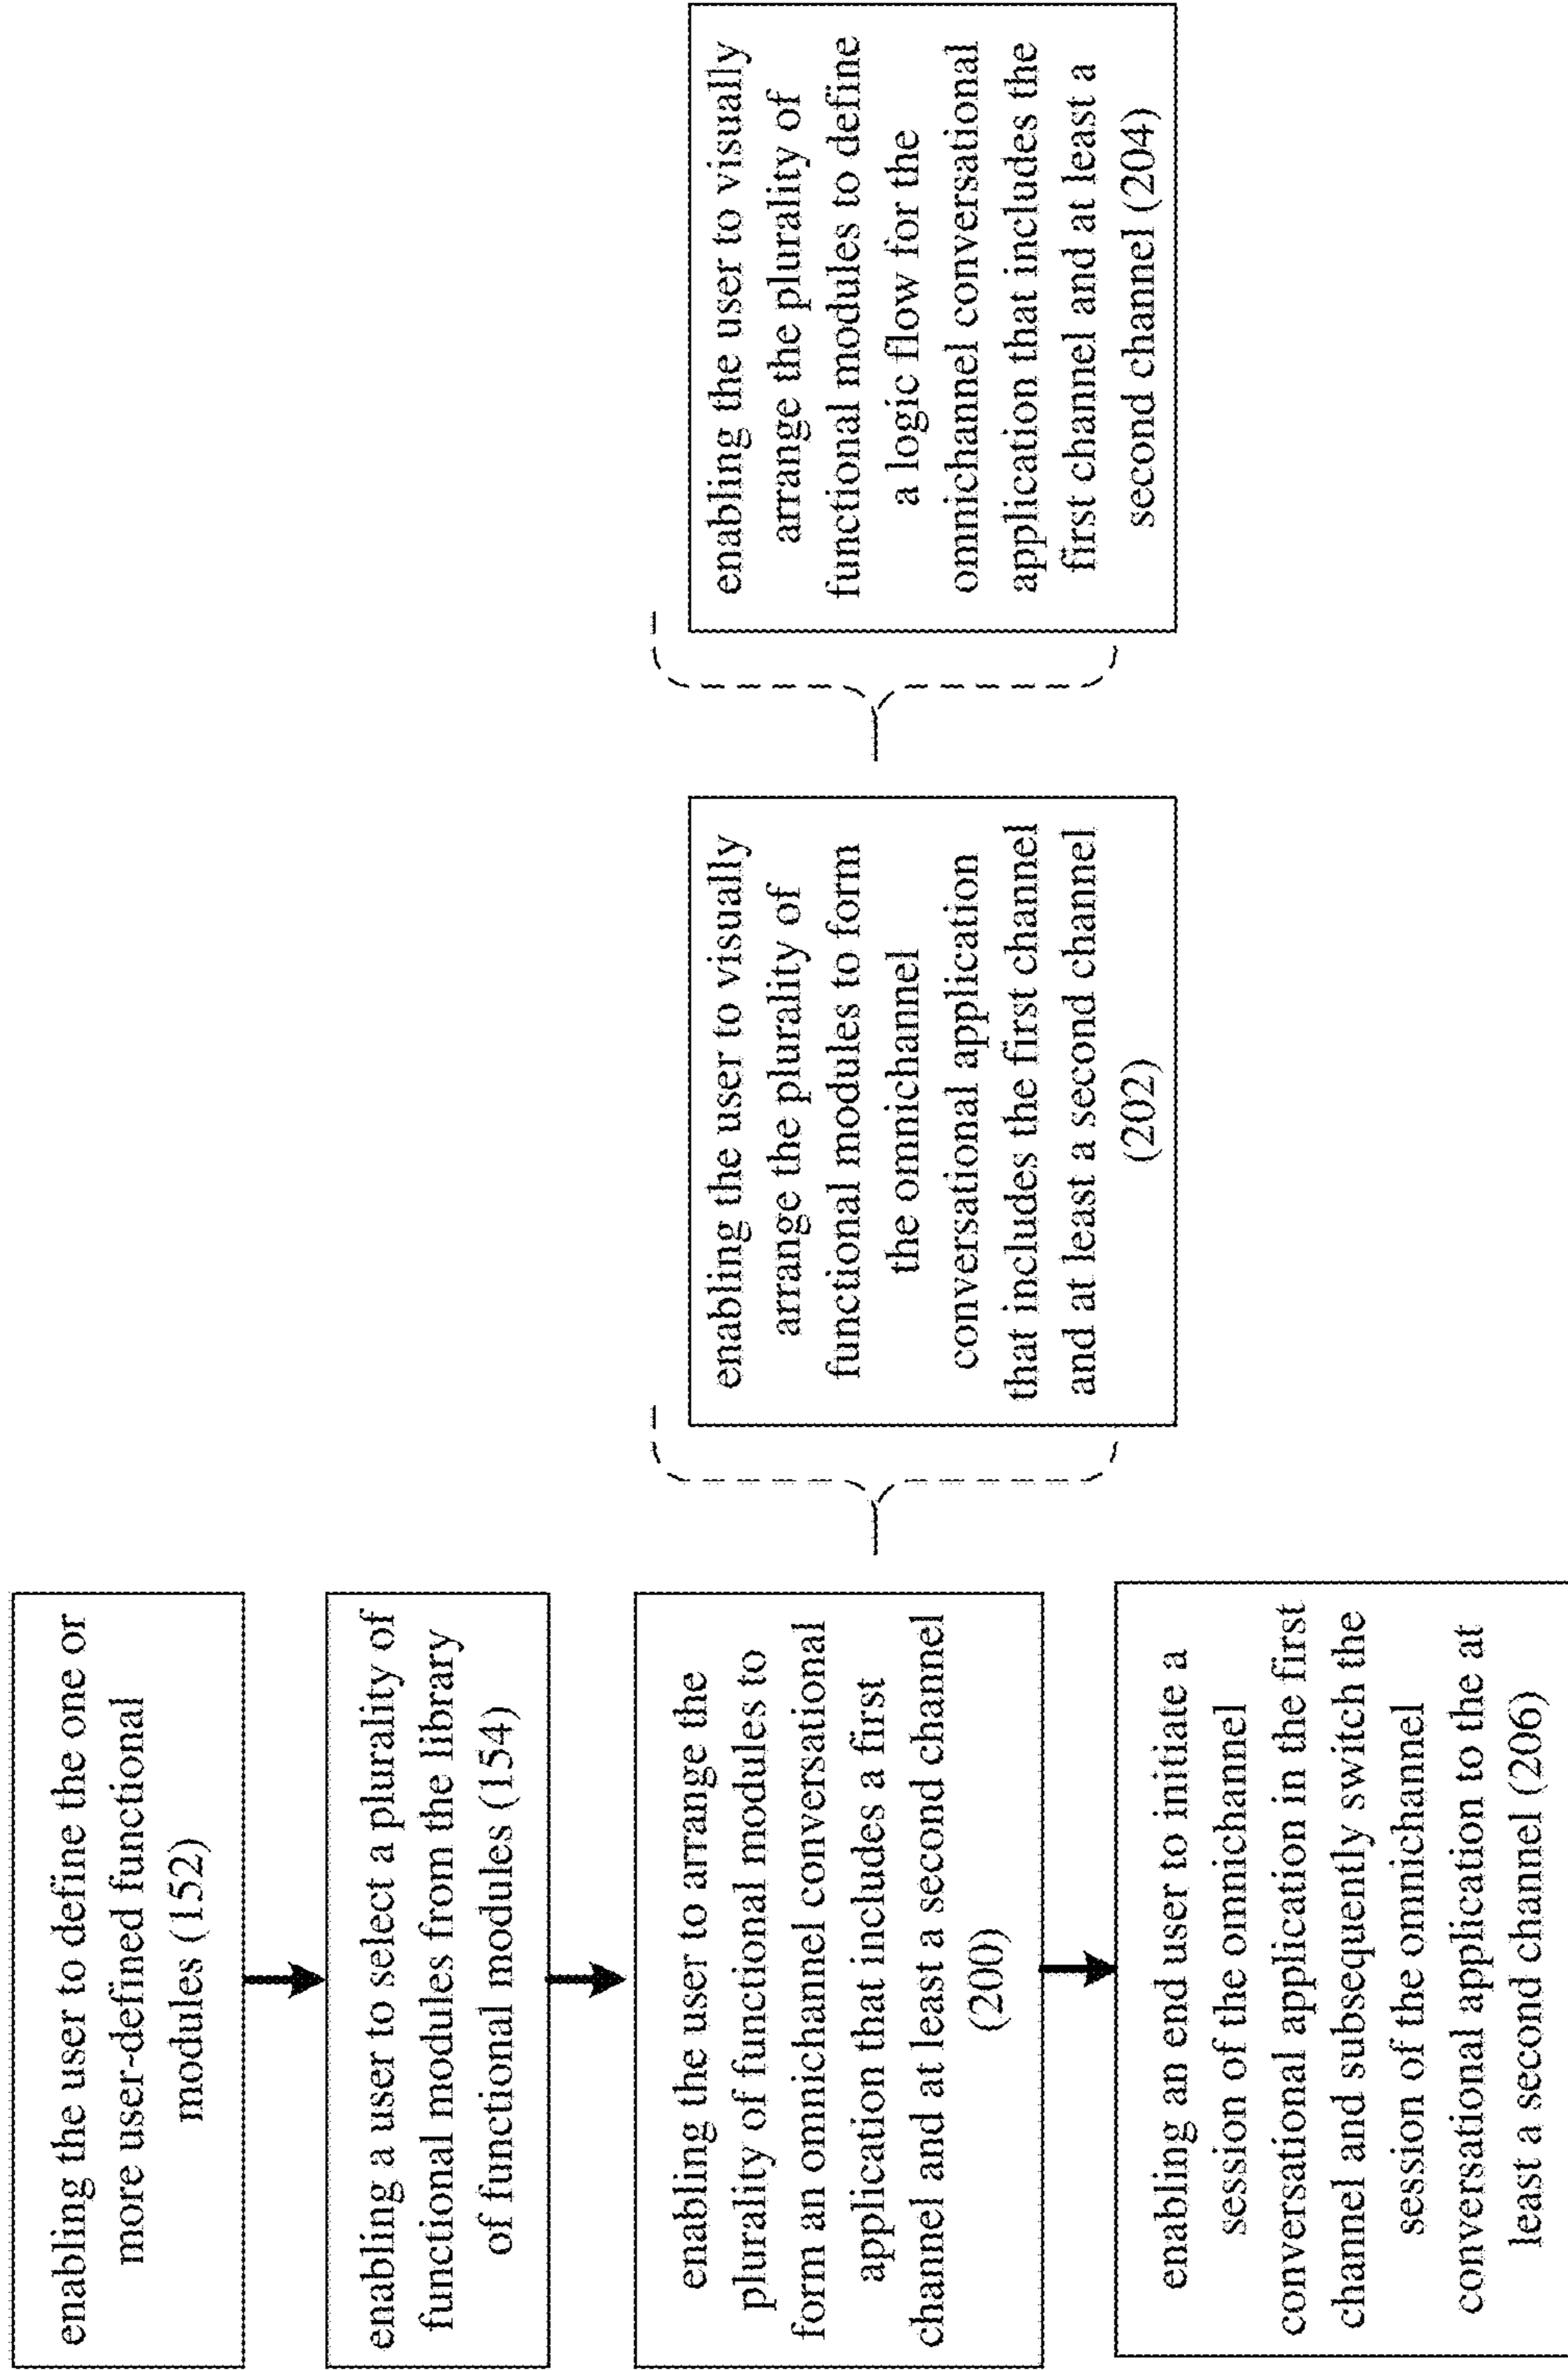 enabling the user to define the one or
more user-defined functional
modules (152)
enabling a user to select a plurality of
functional modules from the library
of functional modules (154)
enabling the user to arrange the
plurality of functional modules to
form an omnichannel conversational
application that includes a first
channel and at least a second channel
(200)
enabling an end user to initiate a
session of the omnichannel
conversational application in the first
channel and subsequently switch the
session of the omnichannel
conversational application to the at
least a second channel (206)
enabling the user to visually
arrange the plurality of
functional modules to form
the omnichannel
conversational application
that includes the first channel
and at least a second channel
(202)
enabling the user to visually
arrange the plurality of
functional modules to define
a logic flow for the
omnichannel conversational
application that includes the
first channel and at least a
second channel (204)